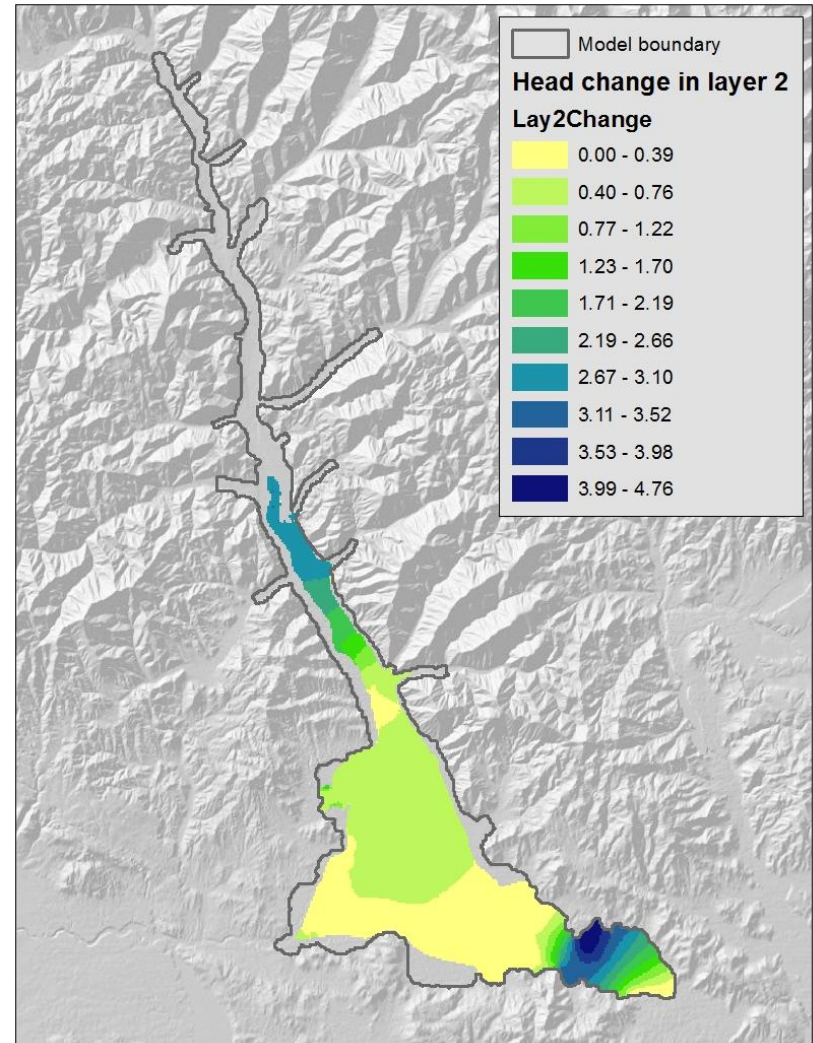 Model boundary
Head change in layer 2
Lay2Change
0.00 - 0.39
0.40 - 0.76
0.77 - 1.22
1.23 - 1.70
1.71 - 2.19
2.19 - 2.66
2.67 - 3.10
3.11 - 3.52
3.53 - 3.98
3.99 - 4.76